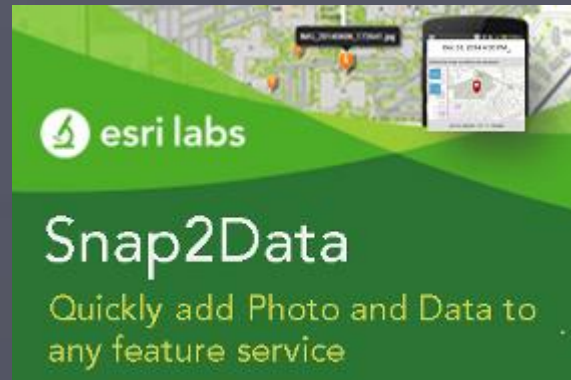 esri labs
Snap2Data
Quickly add Photo and Data to
any feature service